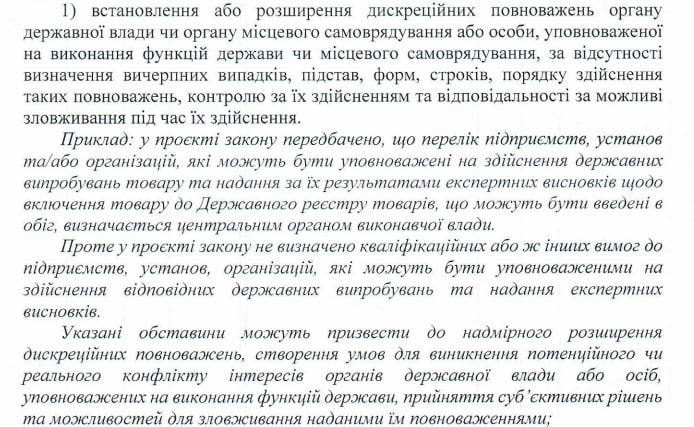 1) встановлення або розширення дискреційних повноважень органу
державної влади чи органу місцевого самоврядування або особи, уповноваженої
на виконання функцій держави чи місцевого самоврядування, за відсутності
визначення вичерпних випадків, підстав, форм, строків, порядку здійснення
таких повноважень, контролю за їх здійсненням та відповідальності за можливі
зловживання під час їх здійснення.
Приклад: у проєкті закону передбачено, що перелік підприємств, установ
та/або організацій, які можуть бути уповноважені на здійснення державних
випробувань товару та надання за їх результатами експертних висновків щодо
включення товару до Державного реєстру товарів, що можуть бути введені в
обіг, визначається центральним органом виконавчої влади.
Проте у проєкті закону не визначено кваліфікаційних або ж інших вимог до
підприємств, установ, організацій, які можуть бути уповноваженими на
здійснення відповідних державних випробувань та надання експертних
висновків.
Указані обставини можуть призвести до надмірного розширення
дискреційних повноважень, створення умов для виникнення потенційного чи
реального конфлікту інтересів органів державної влади або осіб,
уповноважених на виконання функцій держави, прийняття суб’єктивних рішень
та можливостей для зловживання наданими їм повноваженнями;